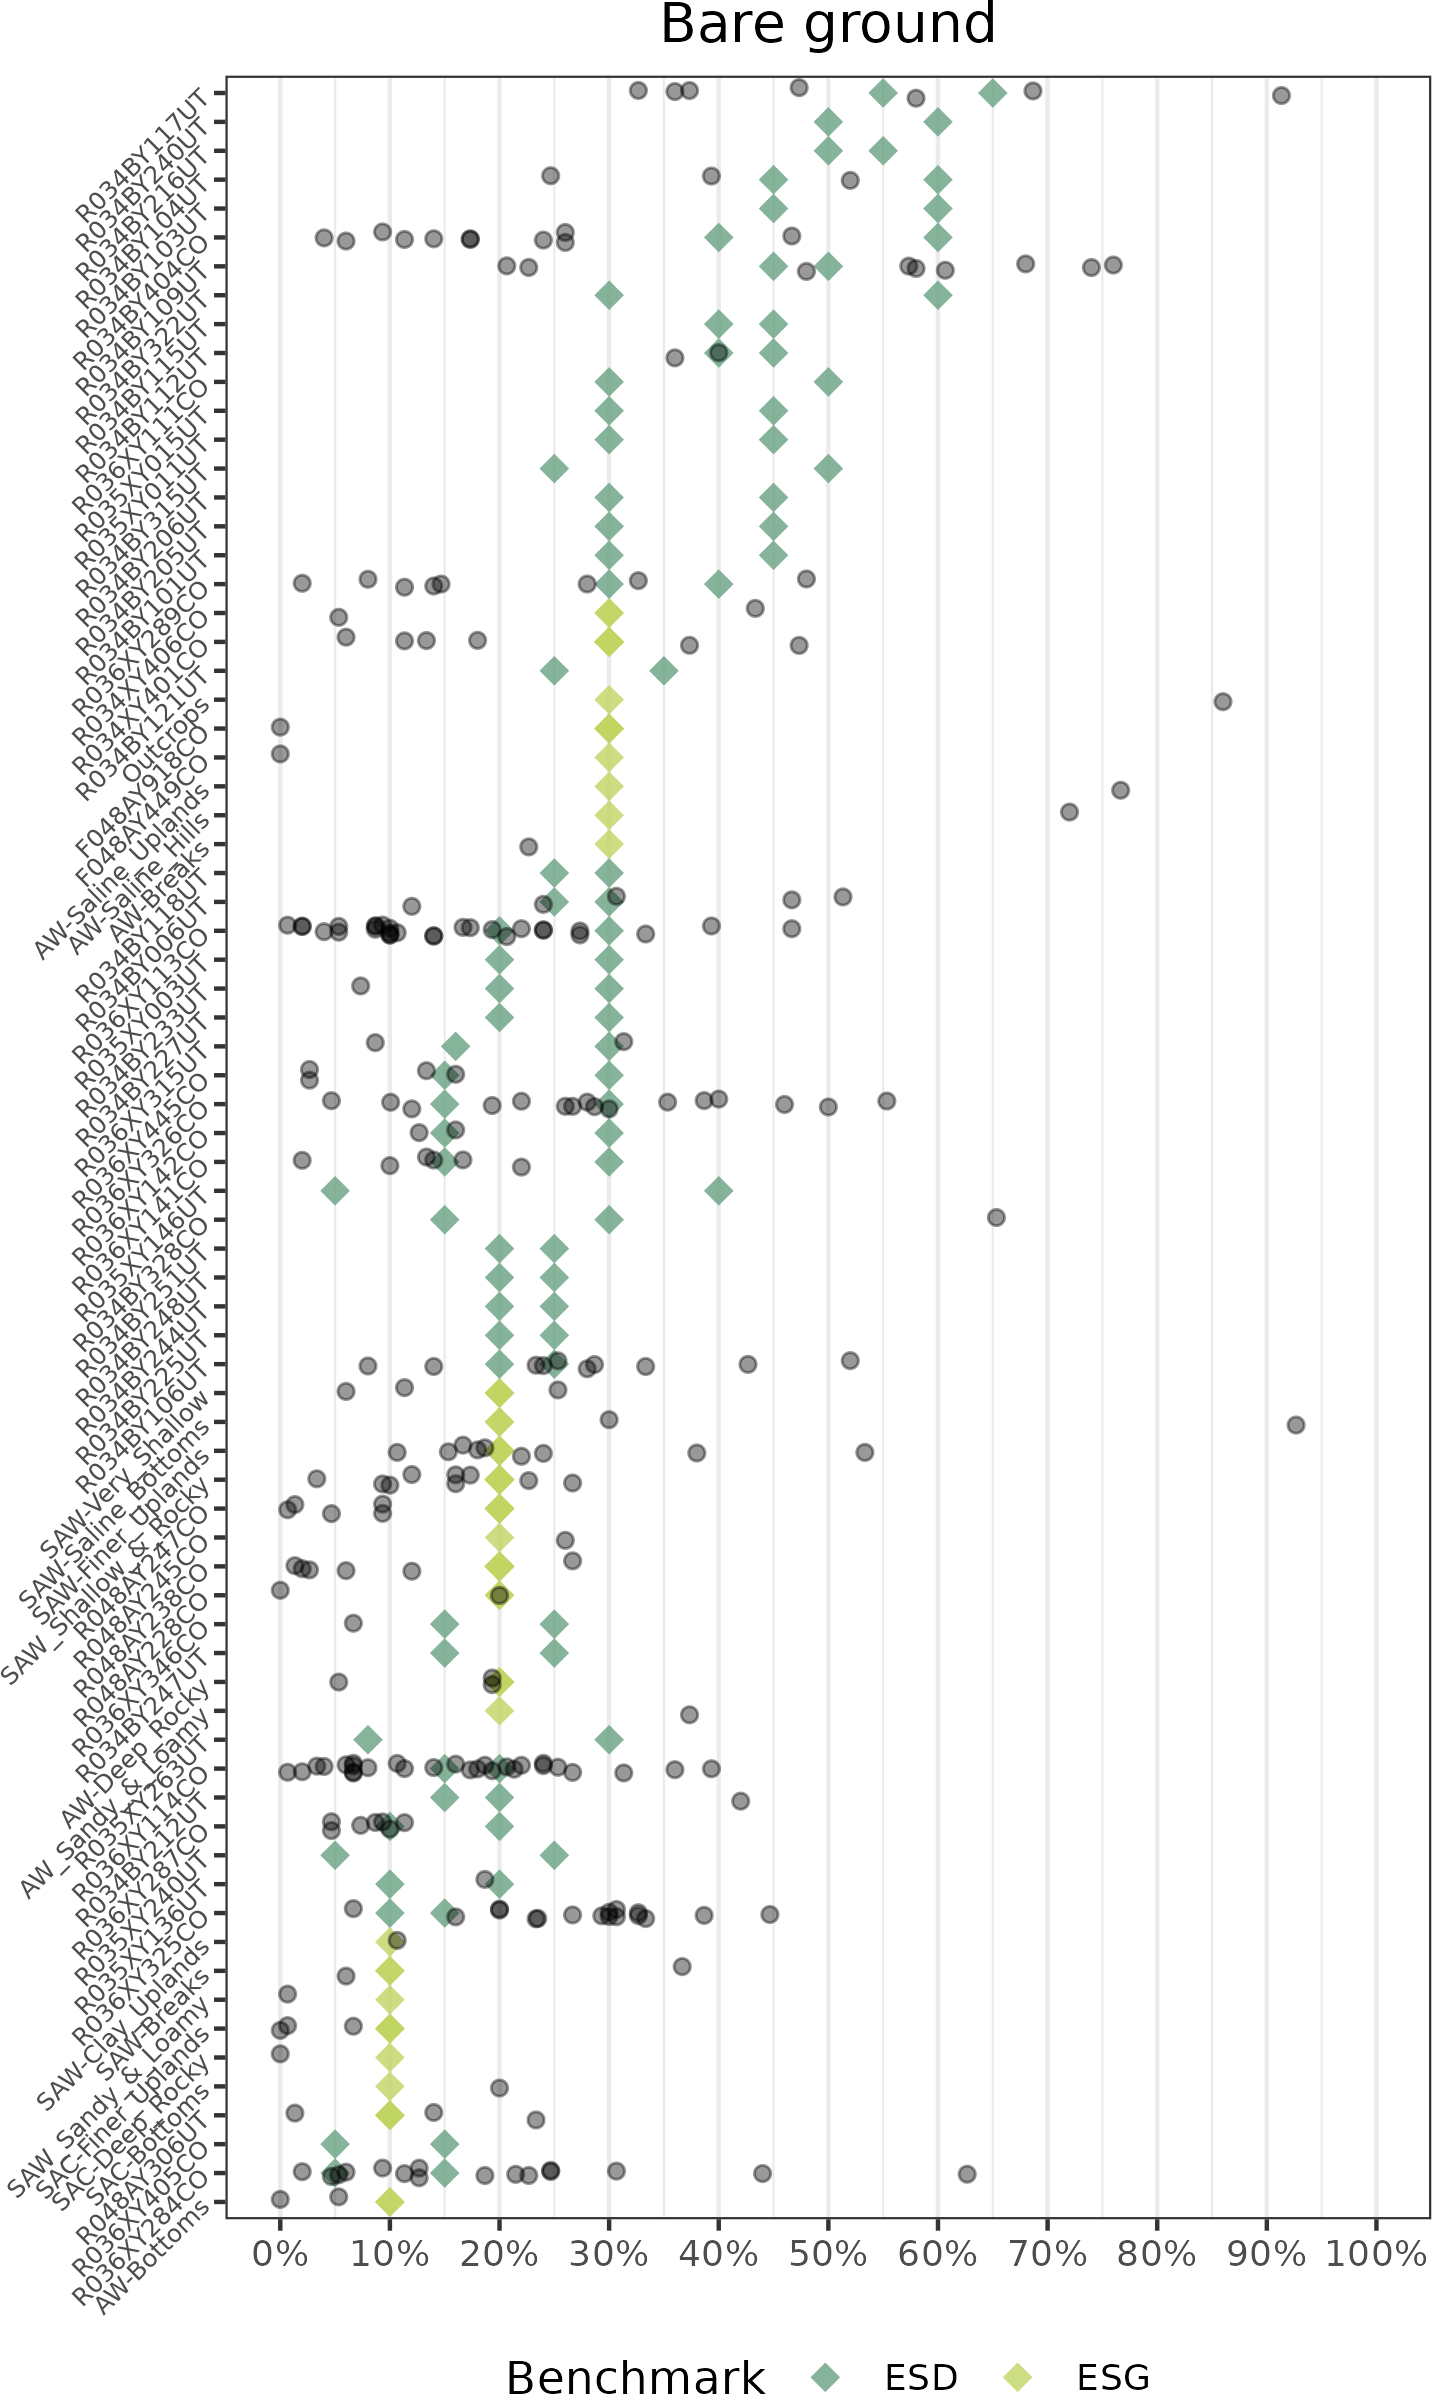 Bare ground
R034BY117UT
R034BY240UT
R034BY216UT
R034BY104UT
R034BY103UT
R034BY404CO
R034BY109UT
R034BY322UT
R034BY115UT
R034BY112UT
R036XY111CO
R035XY015UT
R035XY011UT
R034BY315UT
R034BY206UT
R034BY205UT
R034BY101UT
R036XY289CO
R034XY406CO
R034XY401CO
R034BY121UT
Outcrops
F048AY918CO
F048AY449CO
AW-Saline Uplands
AW-Saline Hills
AW-Breaks
R034BY118UT
R034BY006UT
R036XY113CO
R035XY003UT
R034BY233UT
R034BY227UT
R036XY315UT
R036XY445CO
R036XY326CO
R036XY142CO
R036XY141CO
R035XY146UT
R034BY328CO
R034BY251UT
R034BY248UT
R034BY244UT
R034BY225UT
R034BY106UT
SAW-Very Shallow
SAW-Saline Bottoms
SAW-Finer Uplands
SAW_Shallow & Rocky
R048AY247CO
R048AY245CO
R048AY238CO
R048AY228CO
R036XY346CO
R034BY247UT
AW-Deep Rocky
AW_Sandy & Loamy
R035XY263UT
R036XY114CO
R034BY212UT
R036XY287CO
R035XY240UT
R035XY136UT
R036XY325CO
SAW-Clay Uplands
SAW-Breaks
SAW_Sandy & Loamy
SAC-Finer Uplands
SAC-Deep Rocky
SAC-Bottoms
R048AY306UT
R036XY405CO
R036XY284CO
AW-Bottoms
0% 10% 20% 30% 40% 50% 60% 70% 80% 90% 100%
Benchmark ESD ESG